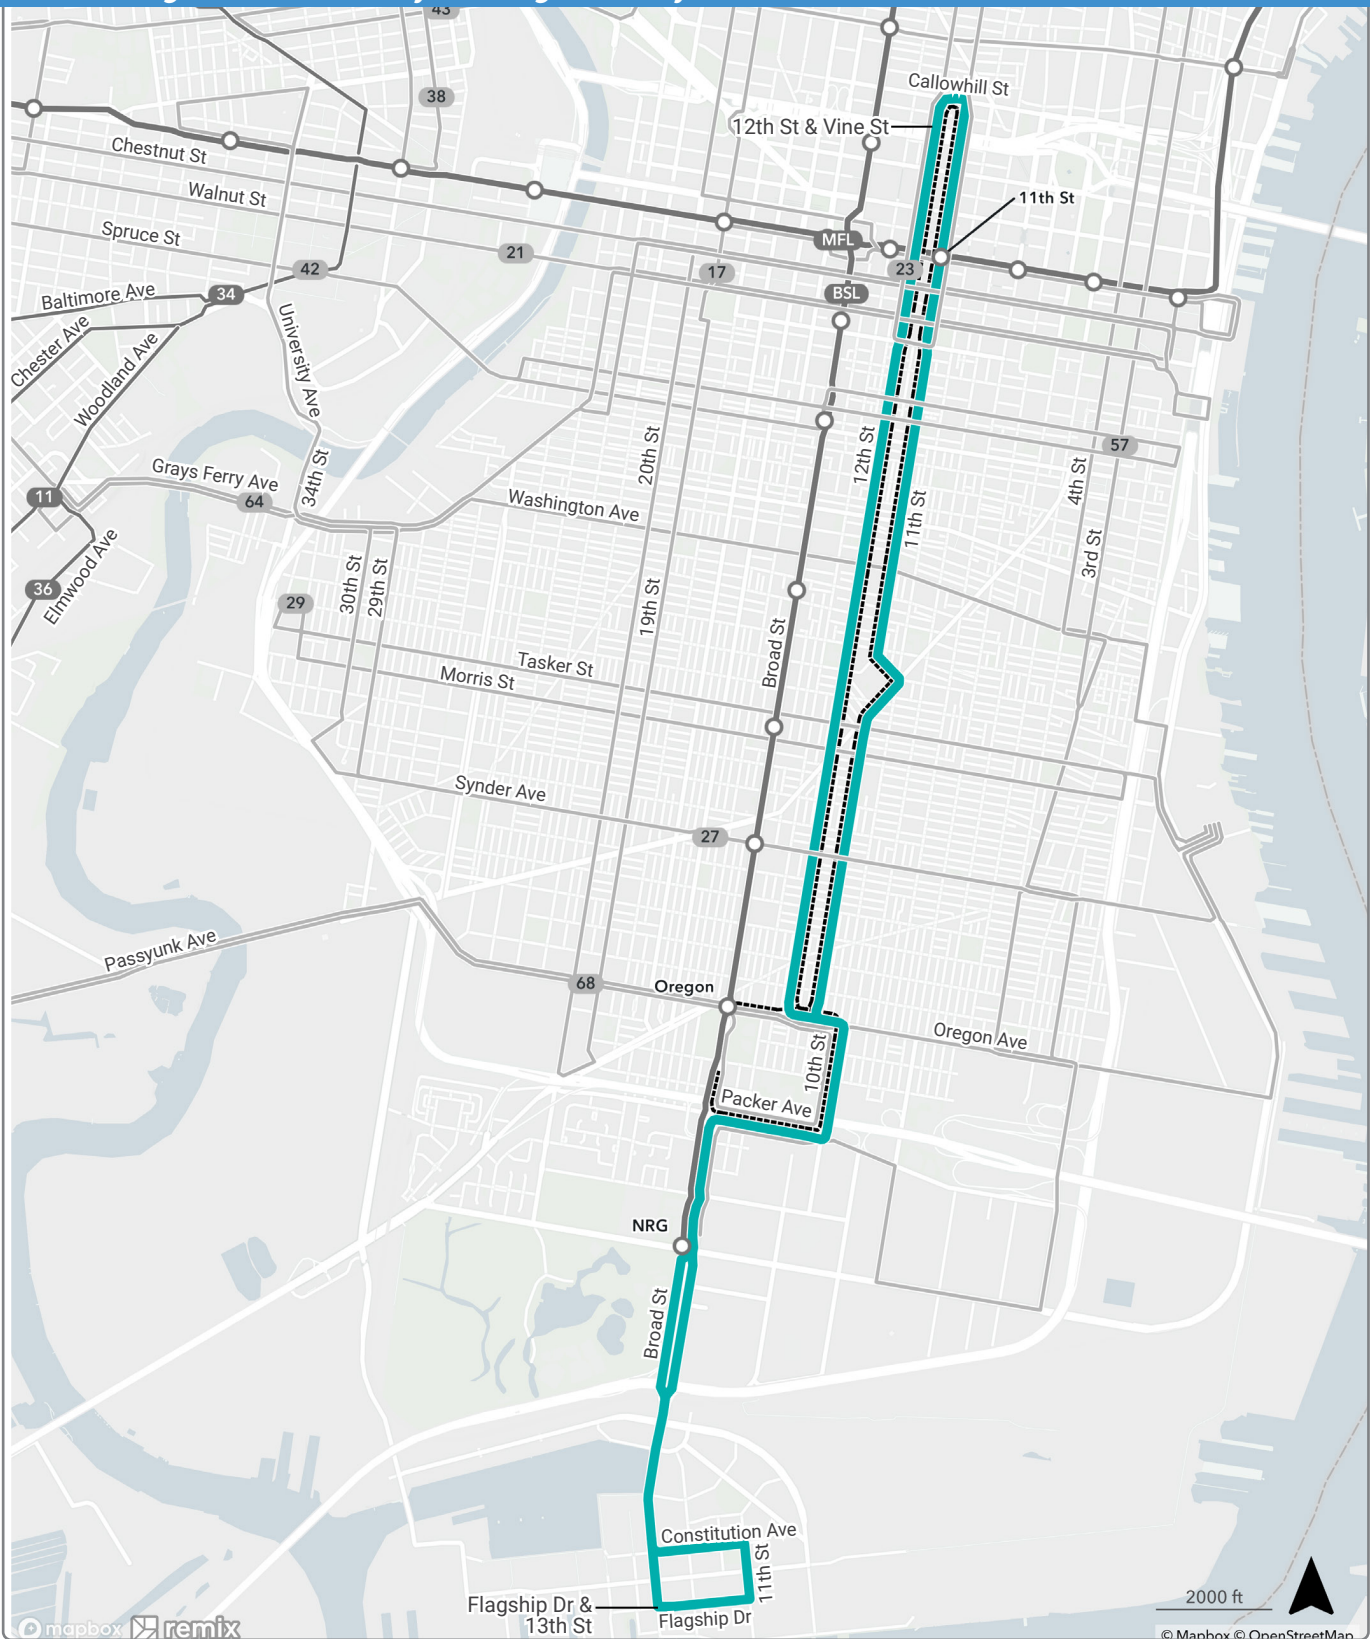 43
38
Callowhill St
12th St & Vine St
Chestnut St
Walnut St
11th St
Spruce St
MFL
21
42
17
23
34
BSL
Baltimore Ave
Chester Ave
Woodland Ave
University Ave
57
20th St
12th St
4th St
Grays Ferry Ave
34th St
64
11
Washington Ave
11th St
3rd St
Elmwood Ave
36
30th St
29th St
29
19th St
Broad St
Tasker St
Morris St
Synder Ave
27
Passyunk Ave
68
Oregon
Oregon Ave
10th St
Packer Ave
NRG
Broad St
Constitution Ave
11th St
Flagship Dr &
13th St
Flagship Dr
2000 ft
mapbox
remix
© Mapbox © OpenStreetMap